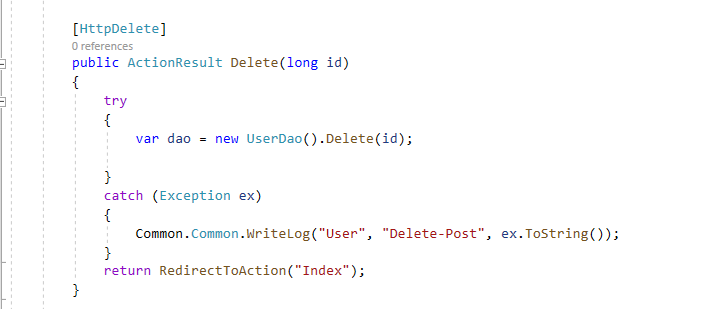 [HttpDelete]
0 references
public ActionResult Delete(long id)
{
try
{
var dao = new UserDao().Delete(id);
}
catch (Exception ex)
{
Common.Common.WriteLog("User", "Delete-Post", ex.ToString());
}
return RedirectToAction("Index");
}